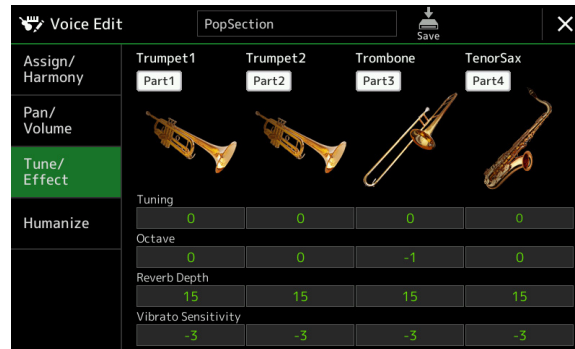 Voice Edit
PopSection
Save
Assign/
Harmony
Pan/
Volume
Tune/
Effect
Humanize
Trumpet1 Trumpet2 Trombone TenorSax
Part1 Part2 Part3 Part4
Tuning
0 0 0 0
Octave
0 0 -1 0
Reverb Depth
15 15 15 15
Vibrato Sensitivity
-3 -3 -3 -3